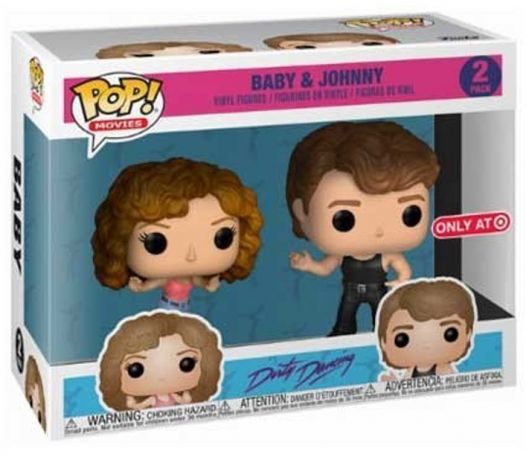 BABY & JOHNNY
VINYL FIGURES / FIGURINES EN VINYLE / FIGURAS DE VINIL
2
PACK
POP!
MOVIES
BABY
ONLY AT
Dirty Dancing
WARNING: CHOKING HAZARD
ATTENTION: DANGER D'ÉTOUFFEMENT
ADVERTENCIA: PELIGRO DE ASFIXIA.